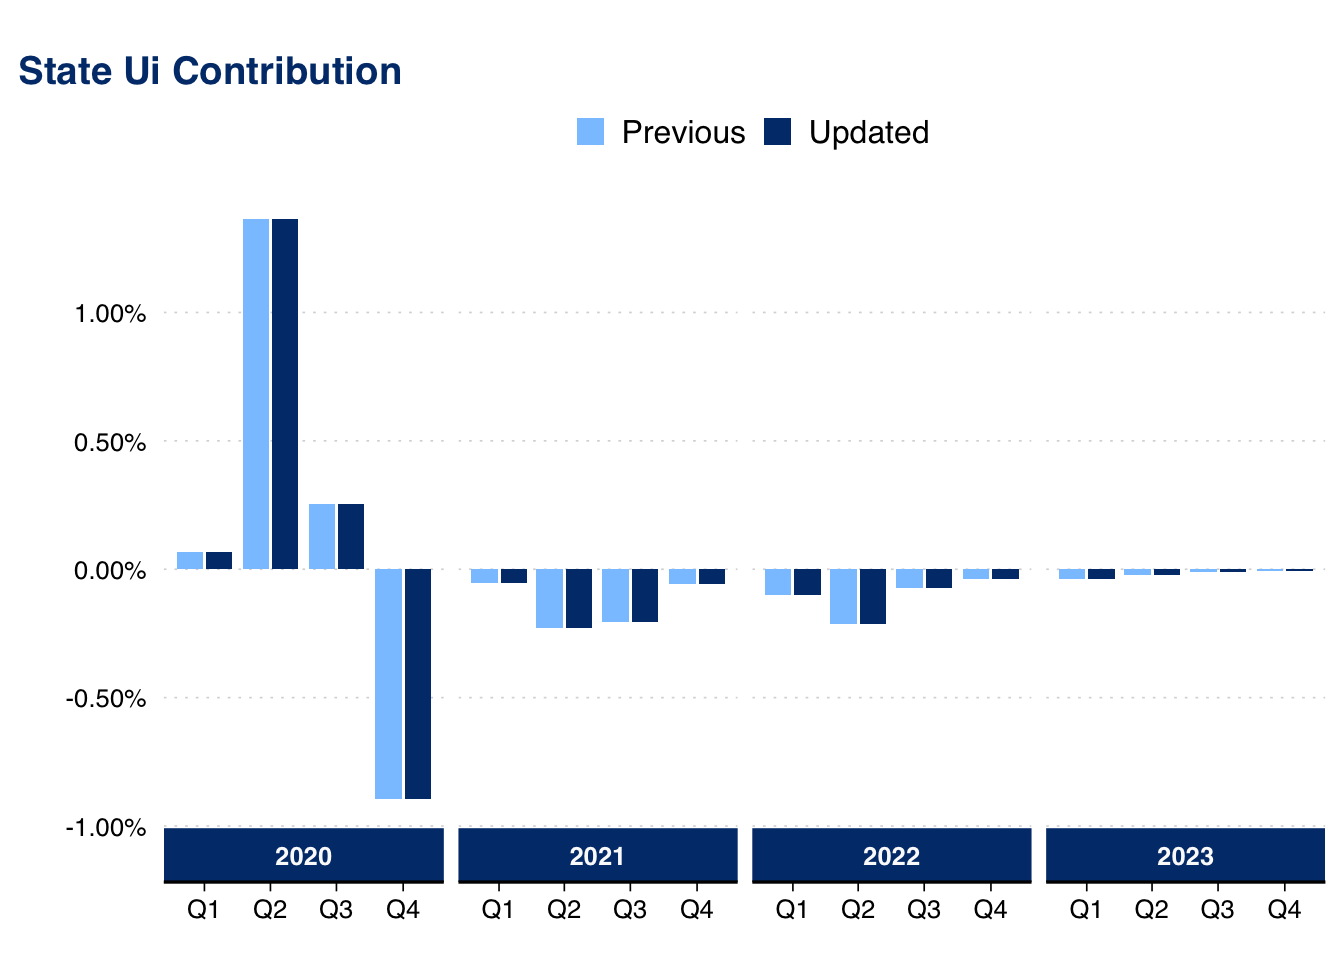 State Ui Contribution
Previous Updated
1.00%
0.50%
0.00%
-0.50%
-1.00%
2020 2021 2022 2023
Q1 Q2 Q3 Q4 Q1 Q2 Q3 Q4 Q1 Q2 Q3 Q4 Q1 Q2 Q3 Q4